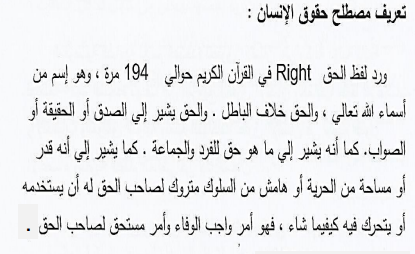 تعريف مصطلح حقوق الإنسان :
ورد لفظ الحق Right في القرآن الكريم حوالي 194 مرة ، وهو إسم من
أسماء الله تعالي ، والحق خلاف الباطل . والحق يشير إلي الصدق أو الحقيقة أو
الصواب. كما أنه يشير إلي ما هو حق للفرد والجماعة . كما يشير إلي أنه قدر
أو مساحة من الحرية أو هامش من السلوك متروك لصاحب الحق له أن يستخدمه
أو يتحرك فيه كيفيما شاء ، فهو أمر واجب الوفاء وأمر مستحق لصاحب الحق .